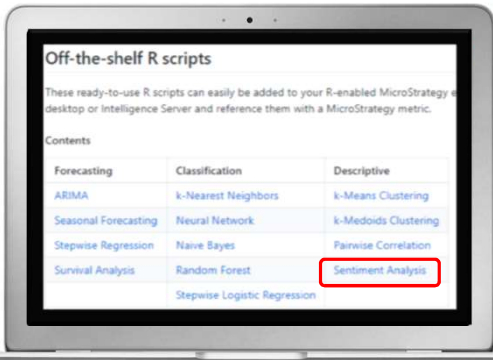 Off-the-shelf R scripts
These ready-to-use R scripts can easily be added to your R-enabled MicroStrategy e
desktop or Intelligence Server and reference them with a MicroStrategy metric.
Contents
Forecasting Classification Descriptive
ARIMA k-Nearest Neighbors k-Means Clustering
Seasonal Forecasting Neural Network k-Medoids Clustering
Stepwise Regression Naive Bayes Pairwise Correlation
Survival Analysis Random Forest Sentiment Analysis
Stepwise Logistic Regression